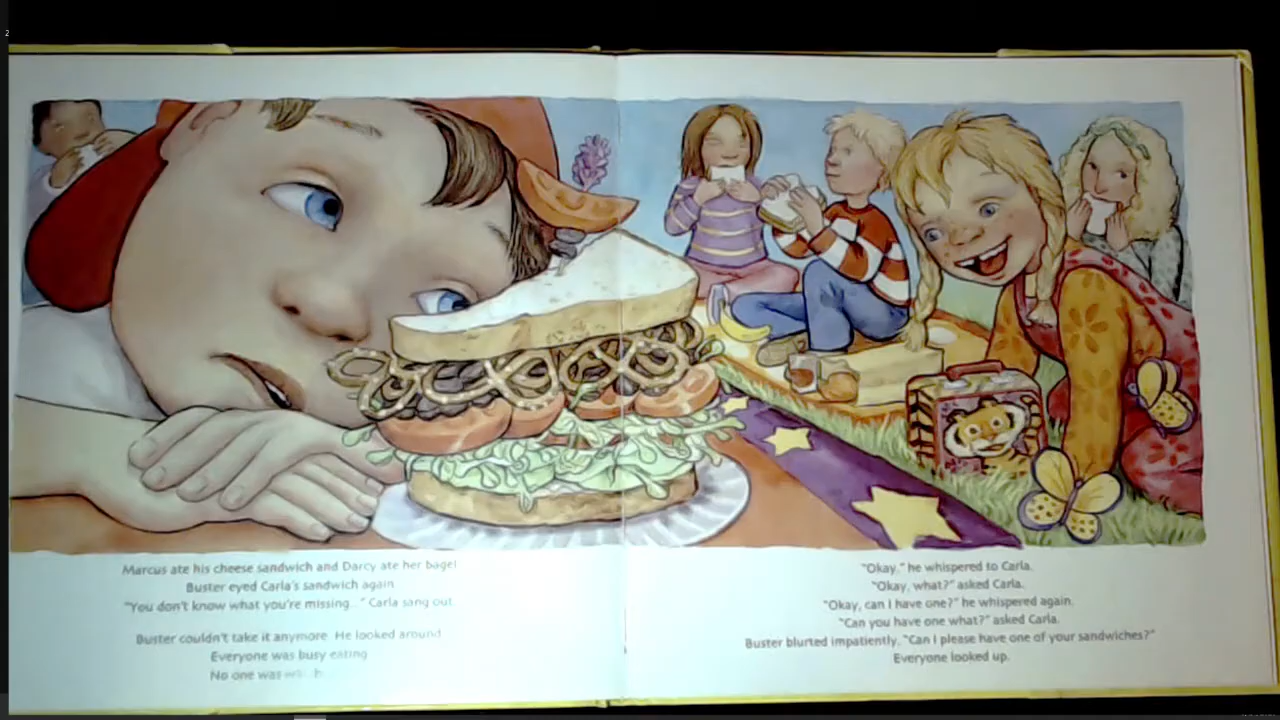 2
Marcus ate his cheese sandwich and Darcy ate her bagel
Buster eyed Carla's sandwich again
"You don't know what you're missing..." Carla sang out.
Buster couldn't take it anymore. He looked around
Everyone was busy eating
No one was
"Okay," he whispered to Carla.
"Okay, what?" asked Carla.
"Okay, can I have one?" he whispered again.
"Can you have one what?" asked Carla.
Buster blurted impatiently, "Can I please have one of your sandwiches?"
Everyone looked up.